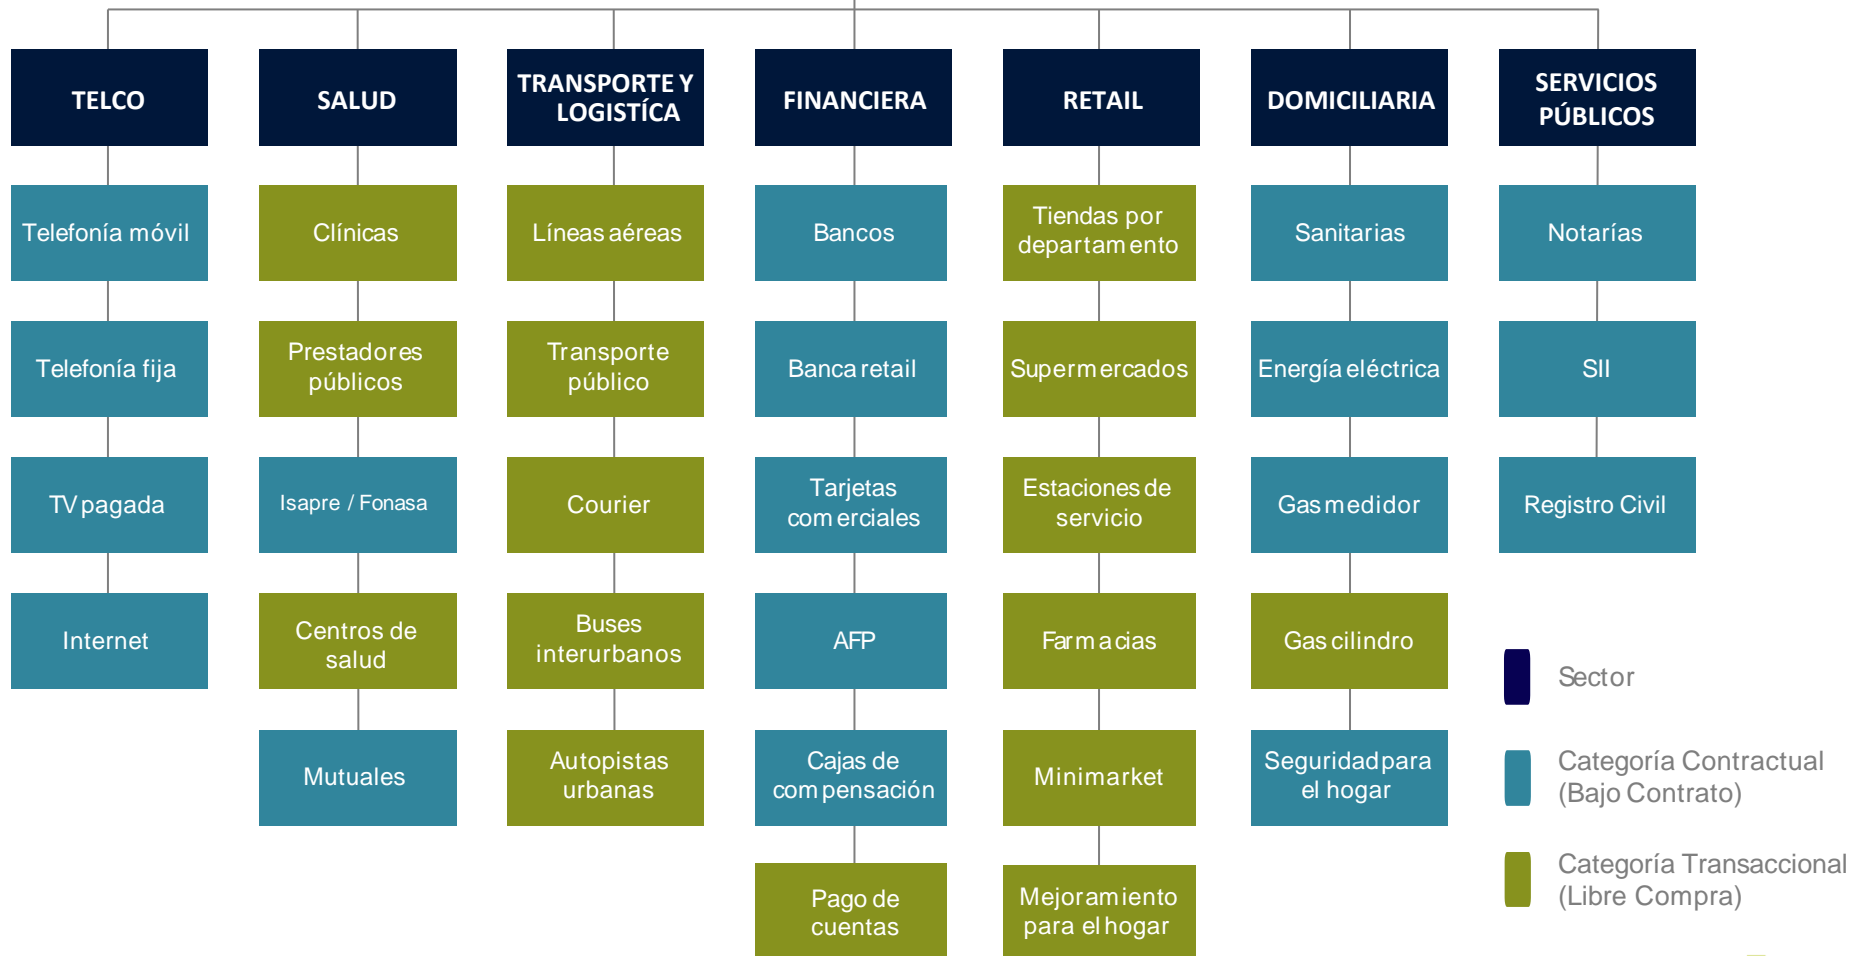 TELCO
SALUD
TRANSPORTE Y
LOGISTÍCA
FINANCIERA
RETAIL
DOMICILIARIA
SERVICIOS
PÚBLICOS
Telefonía móvil
Clínicas
Líneas aéreas
Bancos
Tiendas por
departamento
Sanitarias
Notarías
Telefonía fija
Prestadores
públicos
Transporte
público
Banca retail
Supermercados
Energía eléctrica
SII
TV pagada
Isapre / Fonasa
Courier
Tarjetas
comerciales
Estaciones de
servicio
Gas medidor
Registro Civil
Internet
Centros de
salud
Buses
interurbanos
AFP
Farmacias
Gas cilindro
Mutuales
Autopistas
urbanas
Cajas de
compensación
Minimarket
Seguridad para
el hogar
Pago de
cuentas
Mejoramiento
para el hogar
Sector
Categoría Contractual
(Bajo Contrato)
Categoría Transaccional
(Libre Compra)